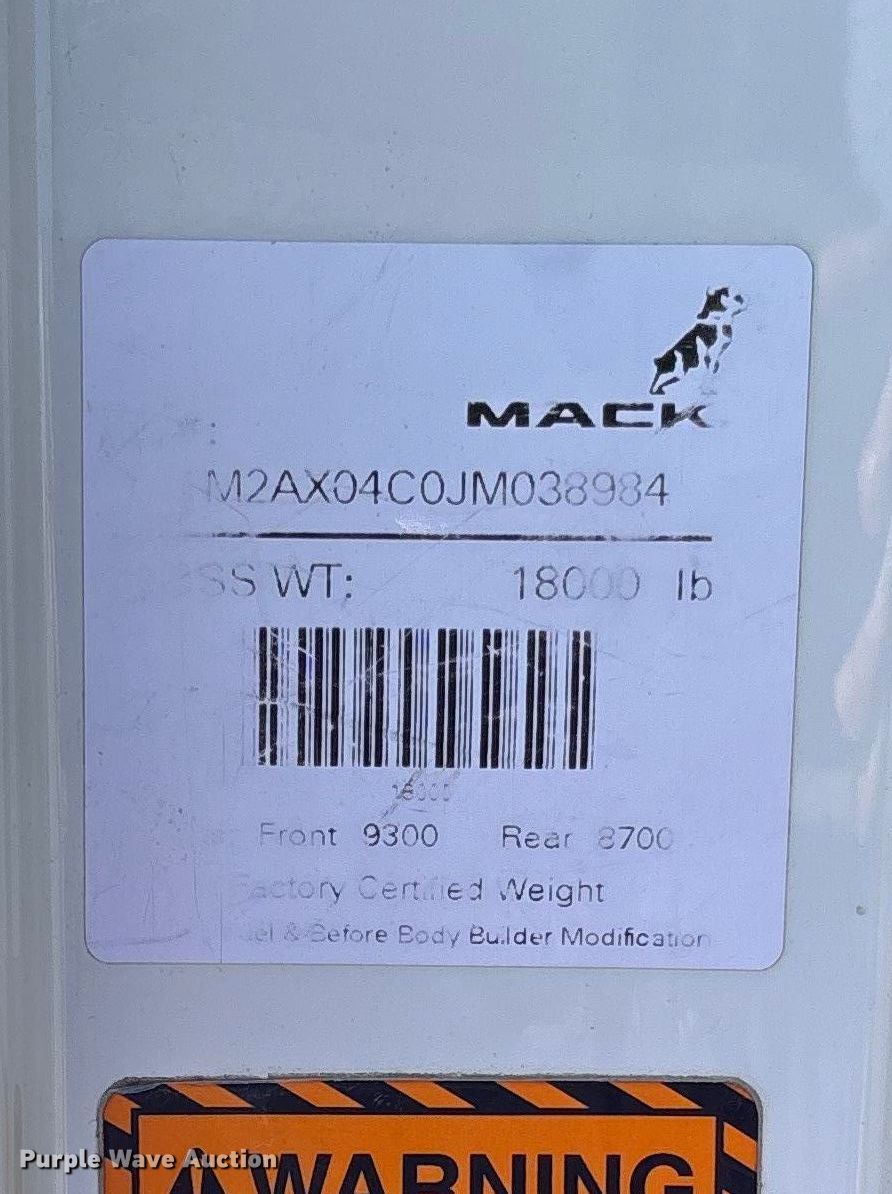 MACK
M2AX04C0JM038984
SS WT: 18000 lb
18000
Front 9300 Rear 8700
Factory Certified Weight
el & Before Body Builder Modification
WARNING
Purple Wave Auction